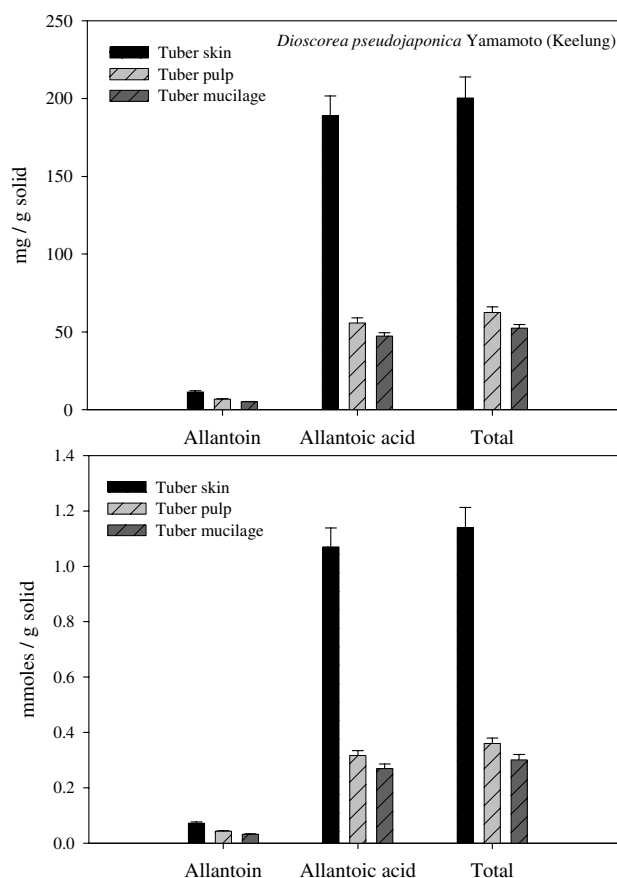 250
200
150
100
50
0
mg / g solid
Dioscorea pseudojaponica Yamamoto (Keelung)
Tuber skin
Tuber pulp
Tuber mucilage
Allantoin Allantoic acid Total
1.4
1.2
1.0
0.8
0.6
0.4
0.2
0.0
mmoles / g solid
Tuber skin
Tuber pulp
Tuber mucilage
Allantoin Allantoic acid Total